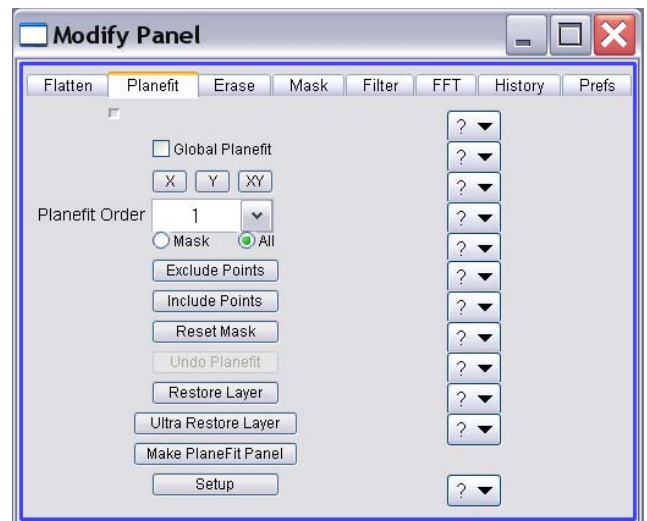 Modify Panel
Flatten Planefit Erase Mask Filter FFT History Prefs
?
Global Planefit ?
X Y XY ?
Planefit Order 1 ?
Mask All ?
Exclude Points ?
Include Points ?
Reset Mask ?
Undo Planefit ?
Restore Layer ?
Ultra Restore Layer ?
Make PlaneFit Panel
Setup ?